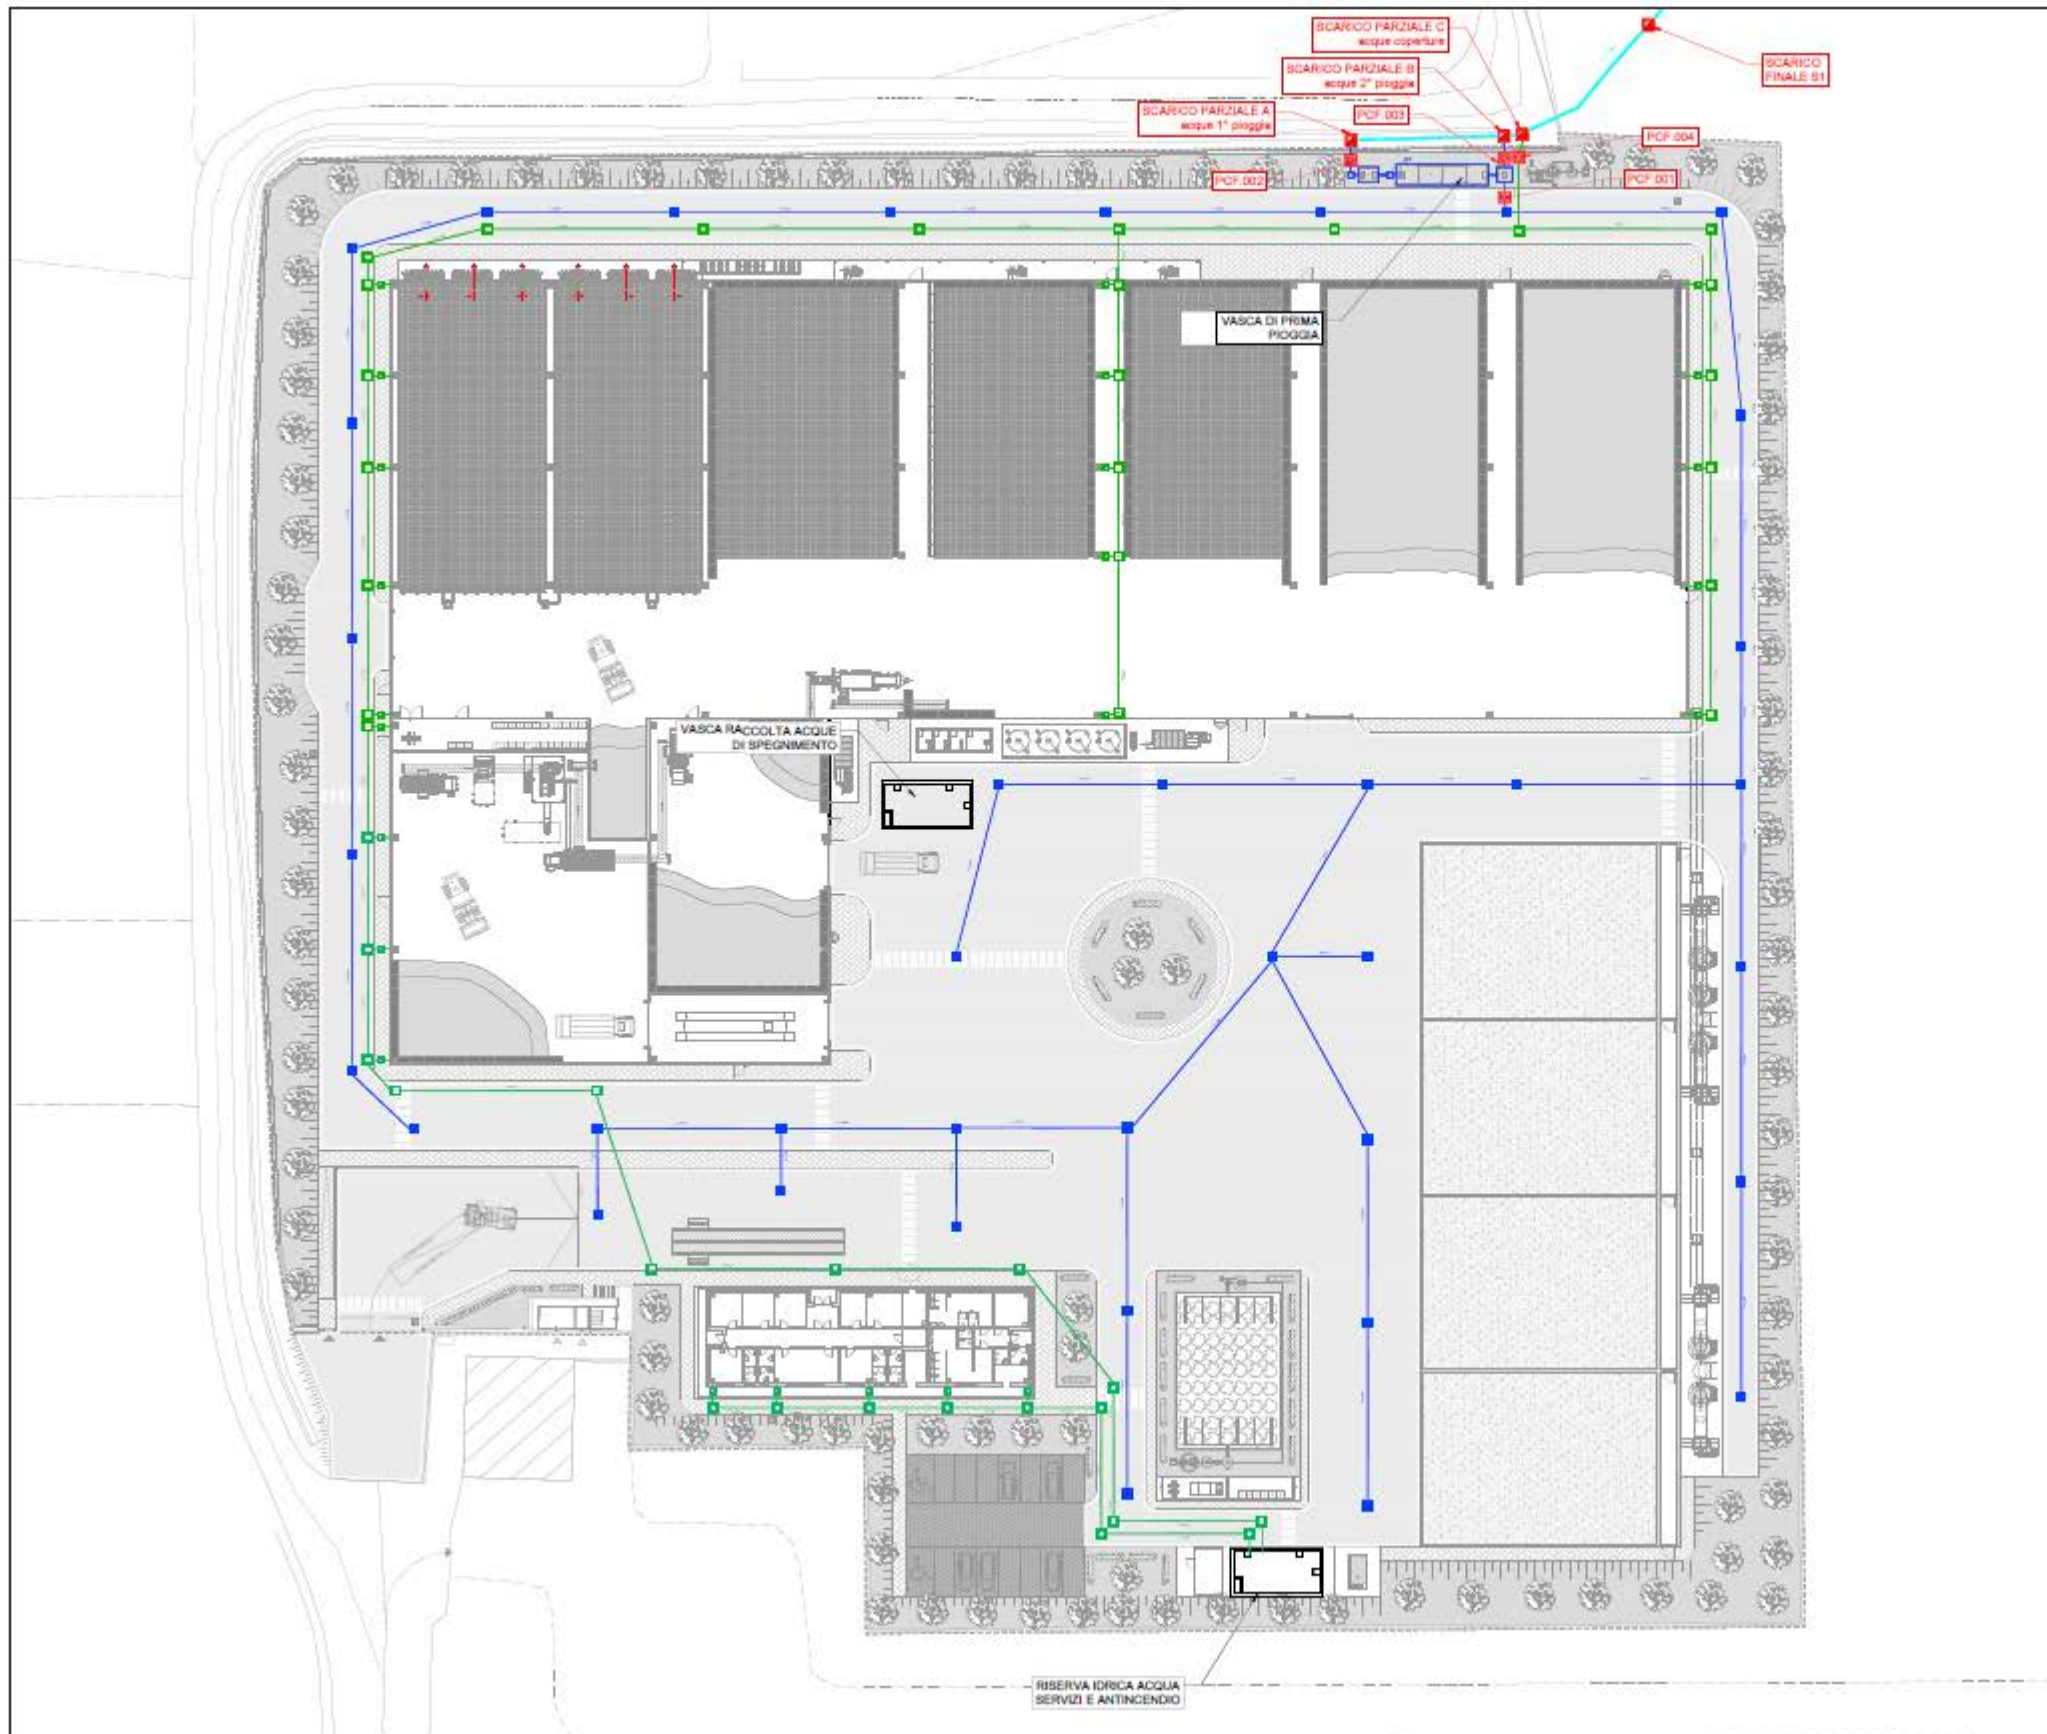 SCARICO PARZIALE C
acque coperture
SCARICO
FINALE S1
SCARICO PARZIALE B
acque 2° pioggia
SCARICO PARZIALE A
acque 1° pioggia
PCF.003
PCF.004
PCF.002
PCF.001
VASCA DI PRIMA
PIOGGIA
VASCA RACCOLTA ACQUE
DI SPEGNIMENTO
RISERVA IDRICA ACQUA
SERVIZI E ANTINCENDIO